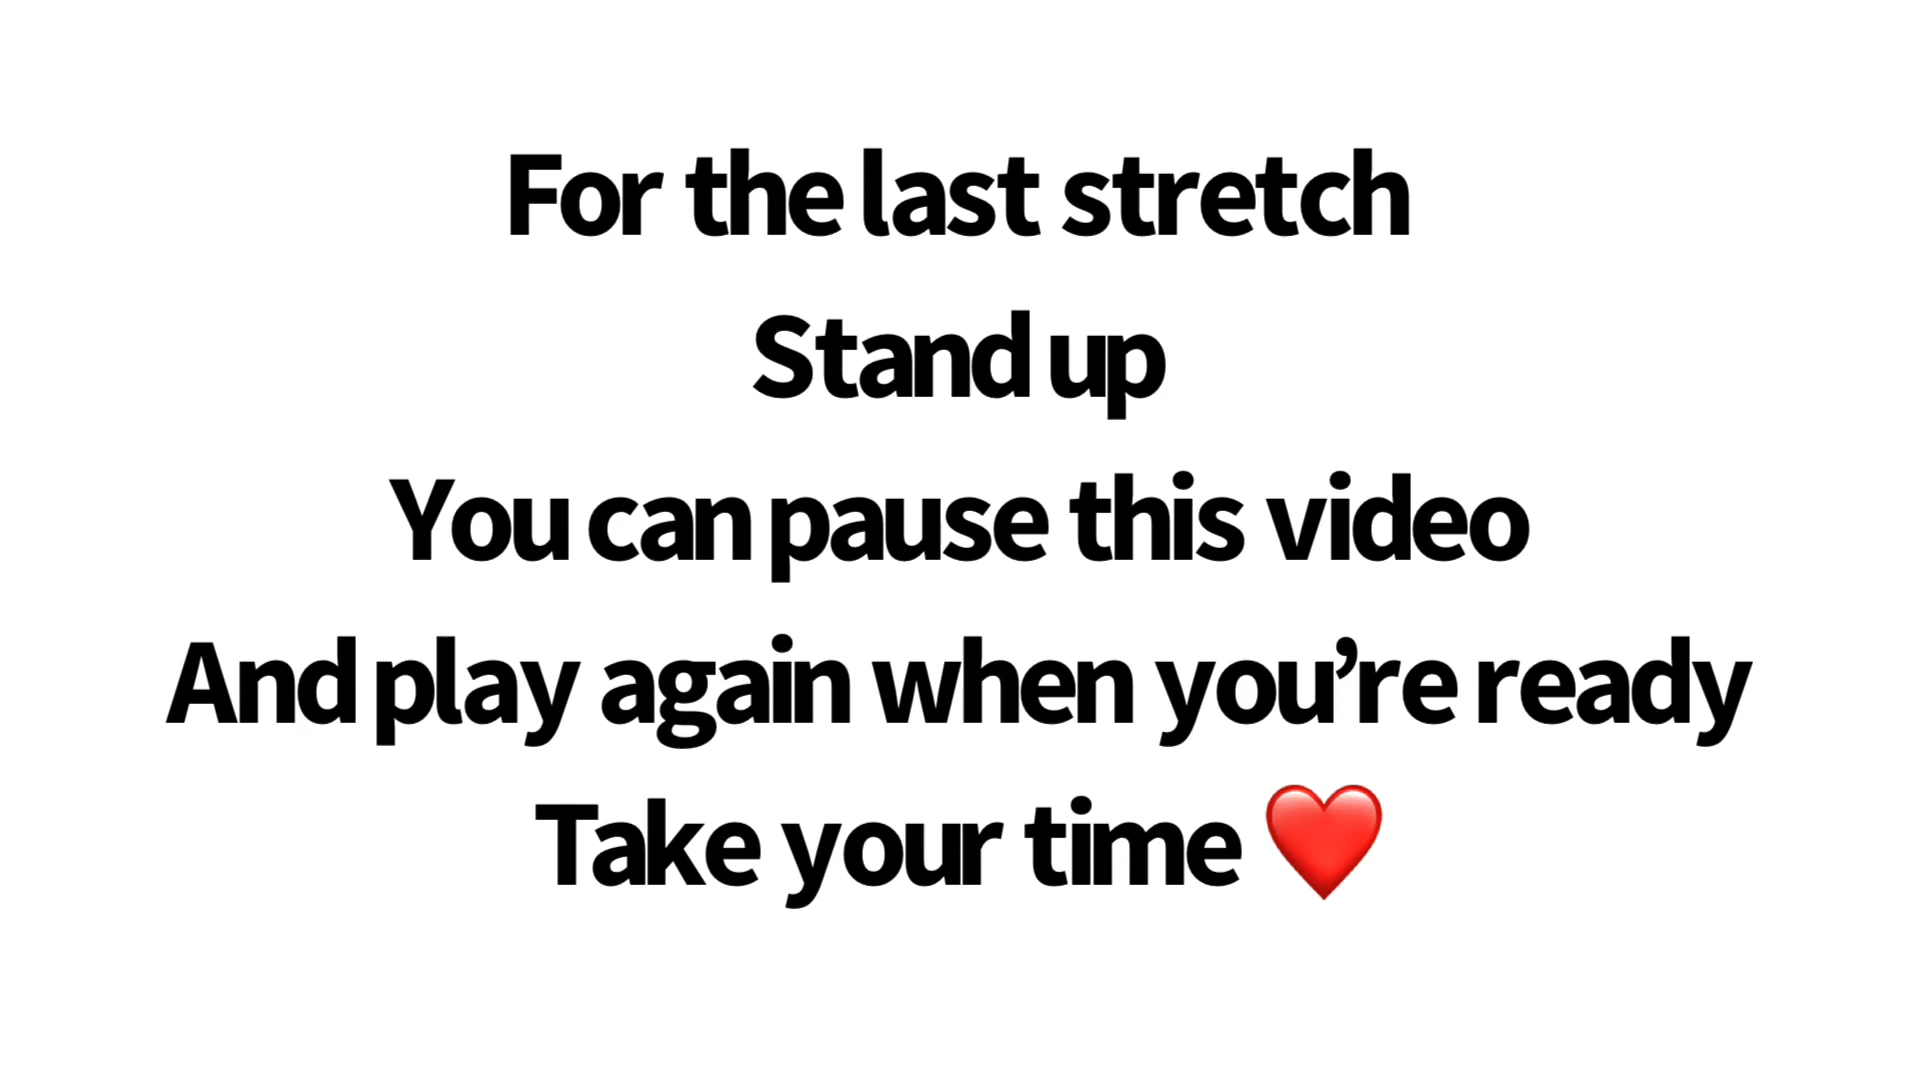 For the last stretch
Stand up
You can pause this video
And play again when you’re ready
Take your time ❤️